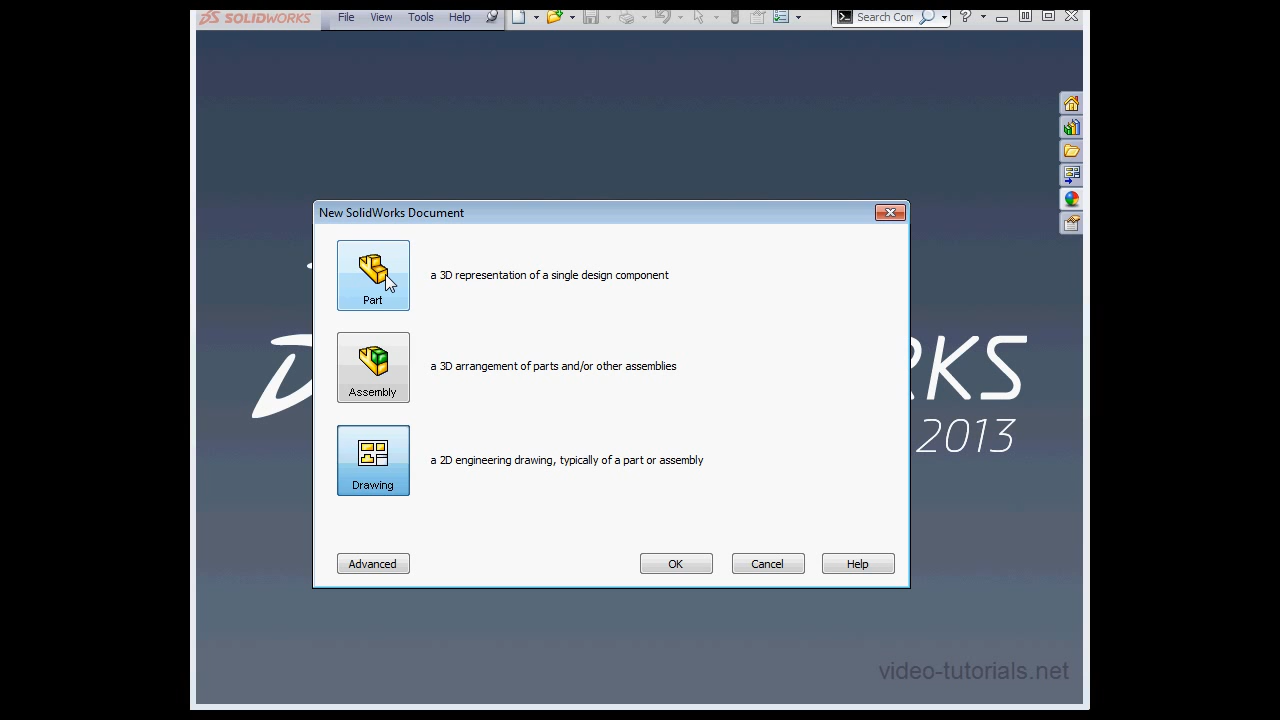 SOLIDWORKS File View Tools Help Search Com
New SolidWorks Document
Part a 3D representation of a single design component
Assembly a 3D arrangement of parts and/or other assemblies
RKS
2013
Drawing a 2D engineering drawing, typically of a part or assembly
Advanced OK Cancel Help
video-tutorials.net